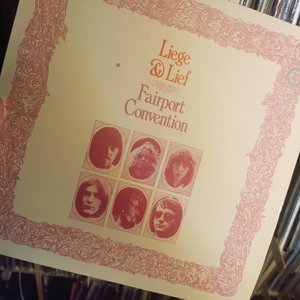 Liege
& Lief
Fairport
Convention